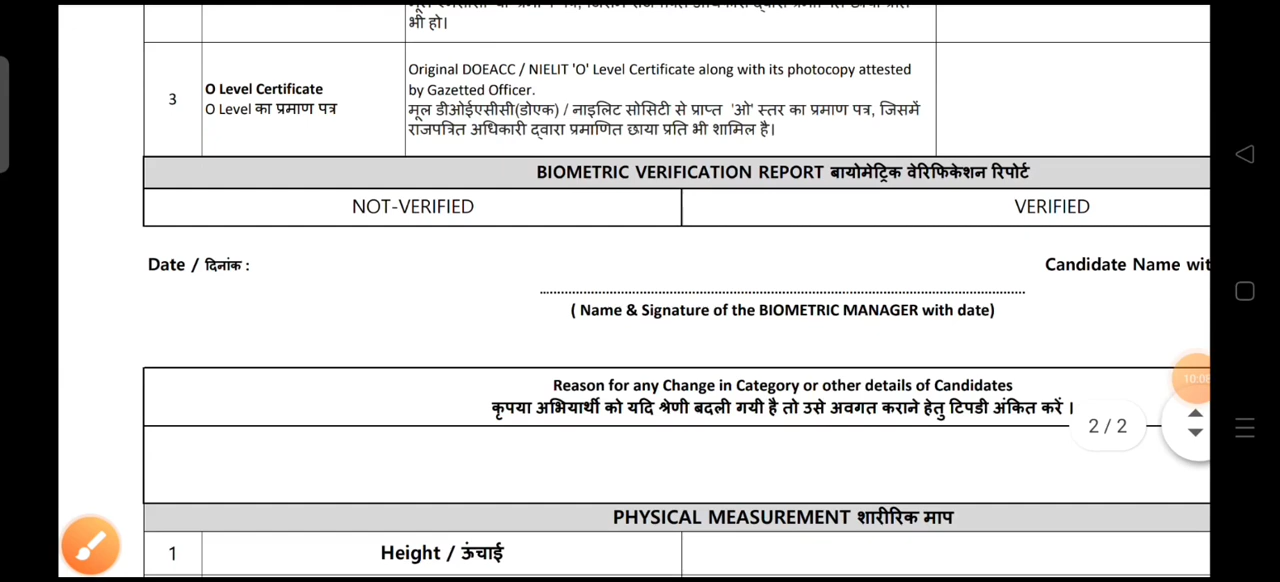 भी हो।
3
O Level Certificate
O Level का प्रमाण पत्र
Original DOEACC / NIELIT 'O' Level Certificate along with its photocopy attested
by Gazetted Officer.
मूल डीओईएसीसी(डोएक) / नाइलिट सोसिटी से प्राप्त 'ओ' स्तर का प्रमाण पत्र, जिसमें
राजपत्रित अधिकारी द्वारा प्रमाणित छाया प्रति भी शामिल है।
BIOMETRIC VERIFICATION REPORT बायोमेट्रिक वेरिफिकेशन रिपोर्ट
NOT-VERIFIED
VERIFIED
Date / दिनांक :
Candidate Name wit
( Name & Signature of the BIOMETRIC MANAGER with date)
Reason for any Change in Category or other details of Candidates
कृपया अभियार्थी को यदि श्रेणी बदली गयी है तो उसे अवगत कराने हेतु टिपडी अंकित करें ।
10:08
2 / 2
PHYSICAL MEASUREMENT शारीरिक माप
1
Height / ऊंचाई